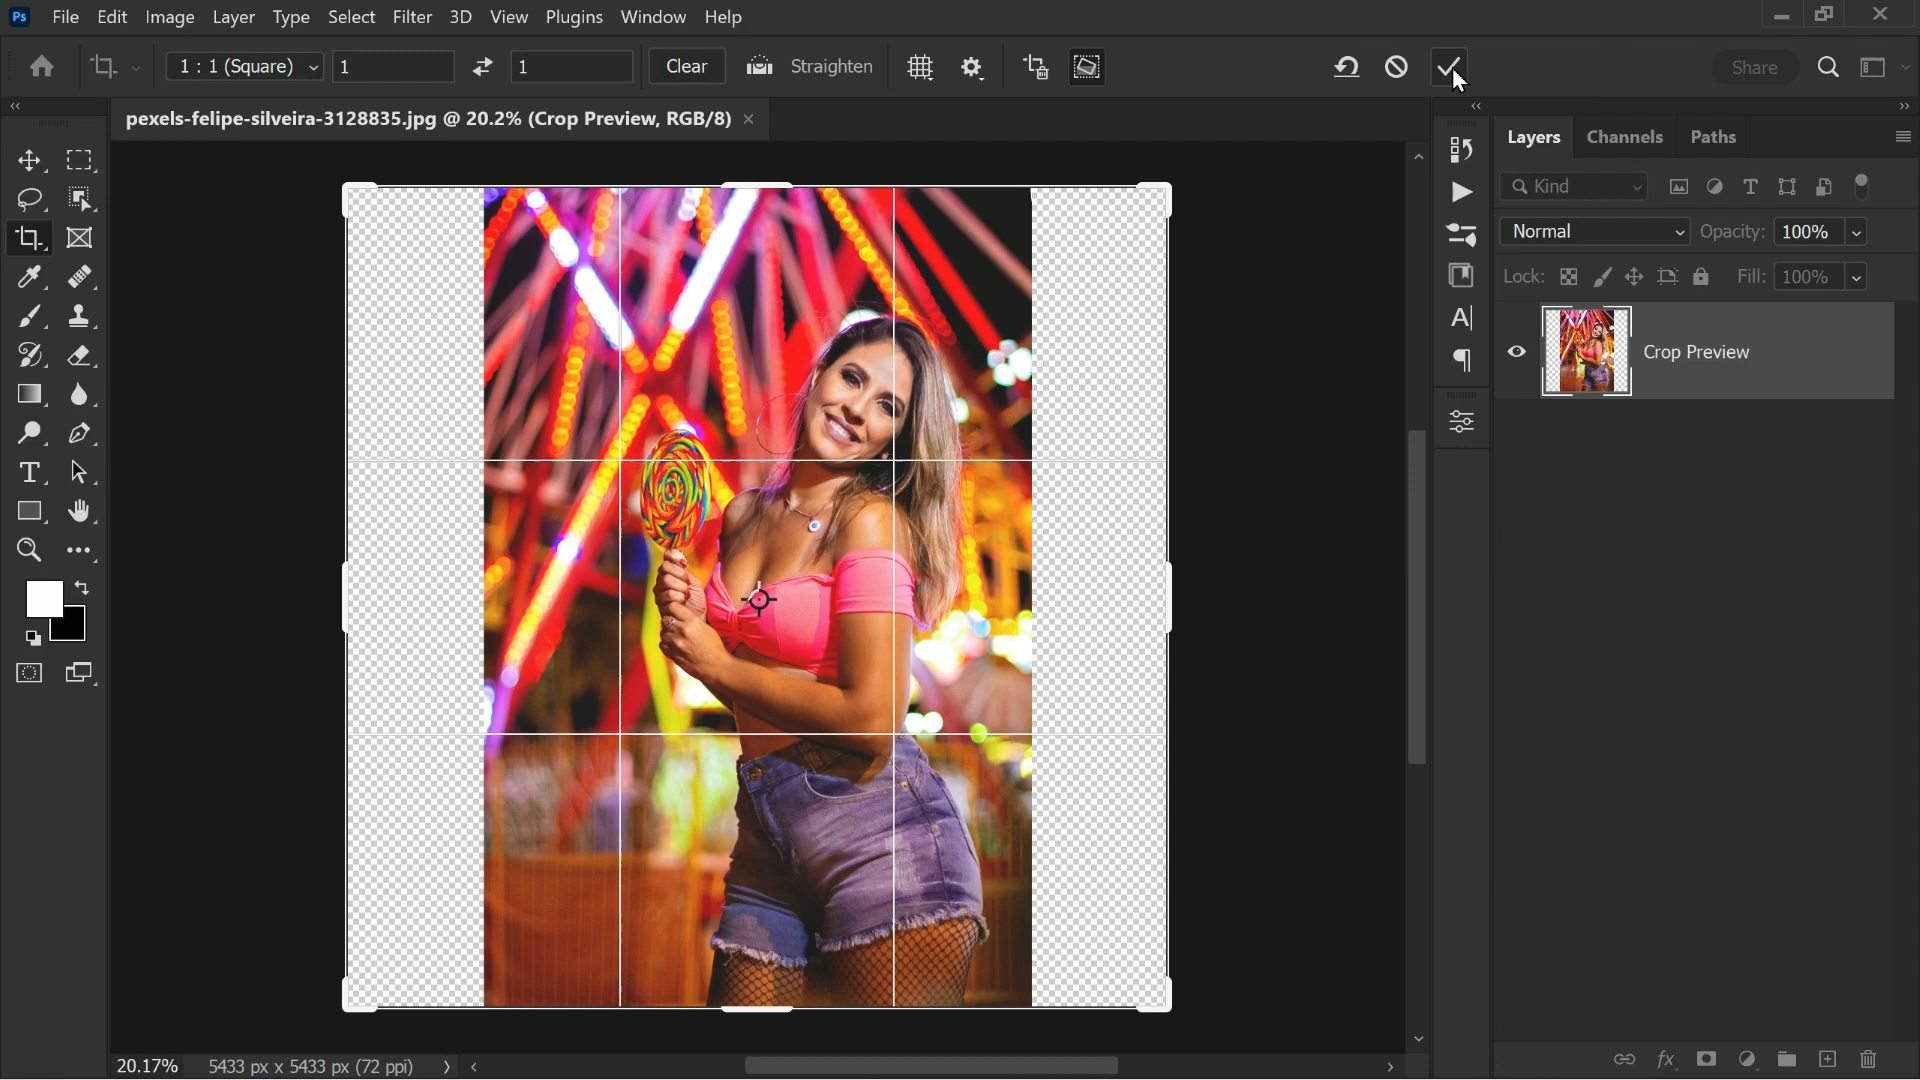 Ps File Edit Image Layer Type Select Filter 3D View Plugins Window Help
1 : 1 (Square) 1 1 Clear Straighten Share
pexels-felipe-silveira-3128835.jpg @ 20.2% (Crop Preview, RGB/8) ×
Layers Channels Paths
Kind
Normal Opacity: 100%
Lock: Fill: 100%
Crop Preview
20.17% 5433 px x 5433 px (72 ppi)